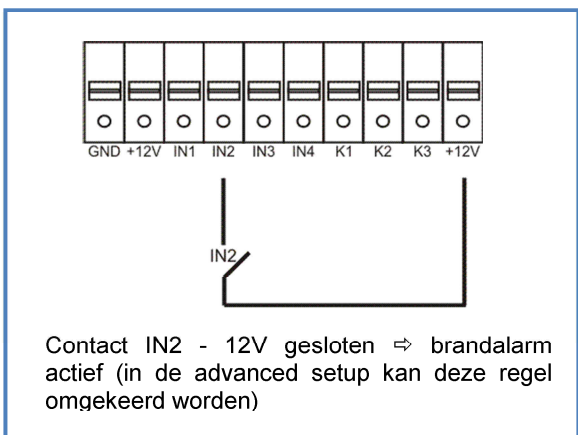 GND +12V IN1 IN2 IN3 IN4 K1 K2 K3 +12V
IN2
Contact IN2 - 12V gesloten ⇨ brandalarm
actief (in de advanced setup kan deze regel
omgekeerd worden)